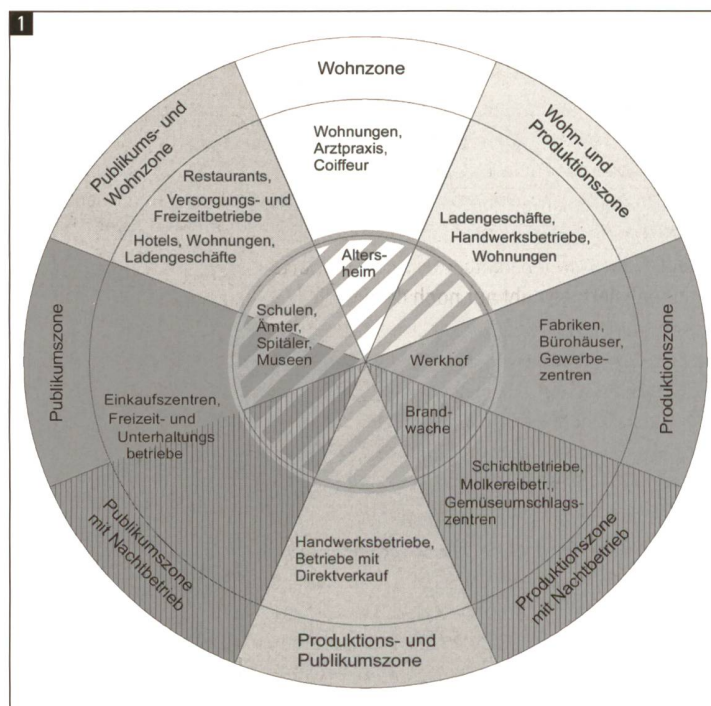 1
Wohnzone
Wohnungen,
Arztpraxis,
Coiffeur
Wohn- und
Produktionszone
Ladengeschäfte,
Handwerksbetriebe,
Wohnungen
Produktionszone
Fabriken,
Bürohäuser,
Gewerbe-
zentren
Produktionszone
mit Nachtbetrieb
Schichtbetriebe,
Molkereibetr.,
Gemüseumschlags-
zentren
Produktions- und
Publikumszone
Handwerksbetriebe,
Betriebe mit
Direktverkauf
Publikumszone
mit Nachtbetrieb
Publikumszone
Einkaufszentren,
Freizeit- und
Unterhaltungs
betriebe
Publikums- und
Wohnzone
Restaurants,
Versorgungs- und
Freizeitbetriebe
Hotels, Wohnungen,
Ladengeschäfte
Alters-
heim
Schulen,
Ämter,
Spitäler,
Museen
Werkhof
Brand-
wache